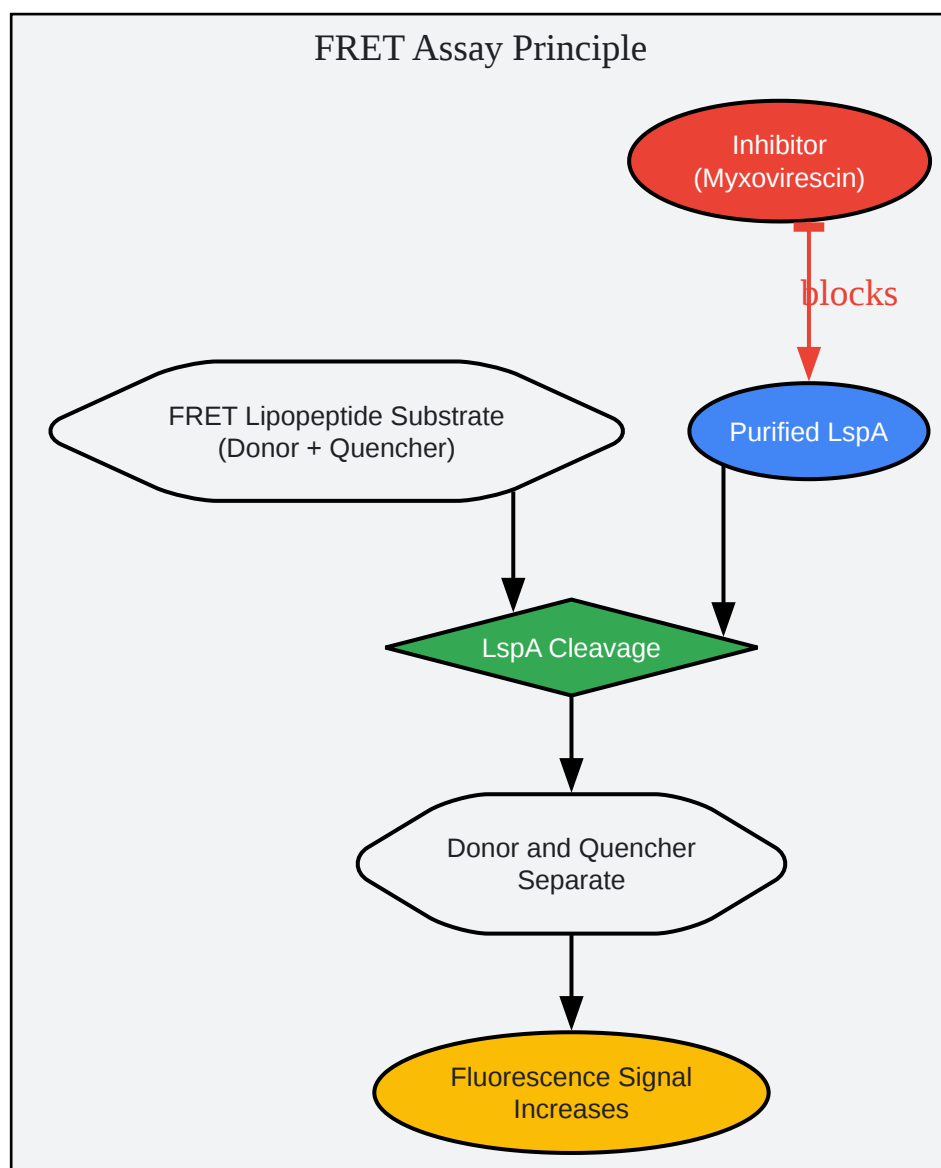 FRET Assay Principle
Inhibitor
(Myxovirescin)
blocks
FRET Lipopeptide Substrate
(Donor + Quencher)
Purified LspA
LspA Cleavage
Donor and Quencher
Separate
Fluorescence Signal
Increases